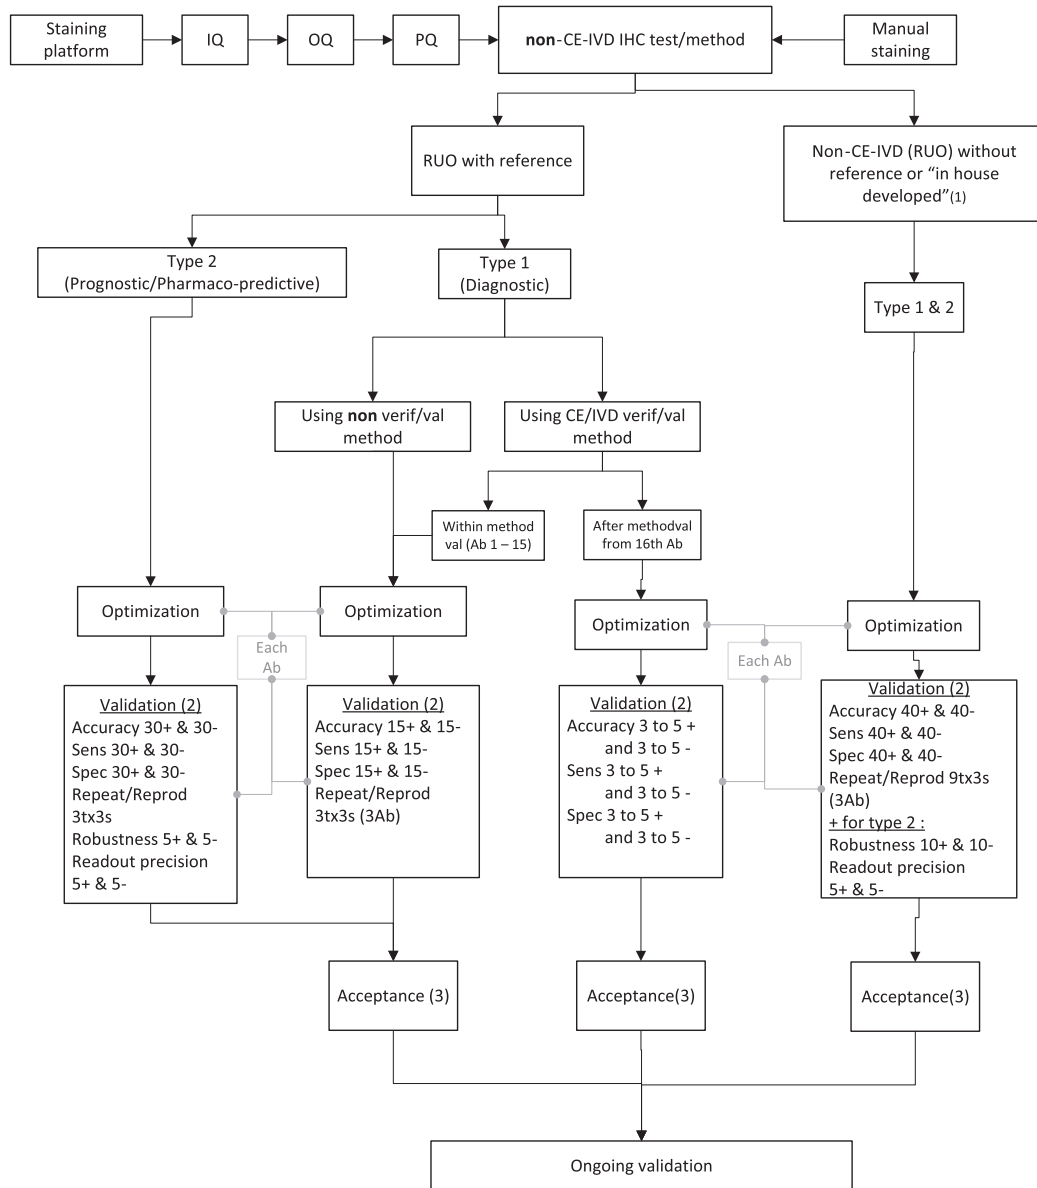 Staining
platform
IQ
OQ
PQ
non-CE-IVD IHC test/method
Manual
staining
RUO with reference
Non-CE-IVD (RUO) without
reference or “in house
developed”(1)
Type 2
(Prognostic/Pharmaco-predictive)
Type 1
(Diagnostic)
Type 1 & 2
Using non verif/val
method
Using CE/IVD verif/val
method
Within method
val (Ab 1 – 15)
After methodval
from 16th Ab
Optimization
Optimization
Optimization
Optimization
Each
Ab
Each Ab
Validation (2)
Accuracy 30+ & 30-
Sens 30+ & 30-
Spec 30+ & 30-
Repeat/Reprod
3tx3s
Robustness 5+ & 5-
Readout precision
5+ & 5-
Validation (2)
Accuracy 15+ & 15-
Sens 15+ & 15-
Spec 15+ & 15-
Repeat/Reprod
3tx3s (3Ab)
Validation (2)
Accuracy 3 to 5 +
and 3 to 5 -
Sens 3 to 5 +
and 3 to 5 -
Spec 3 to 5 +
and 3 to 5 -
Validation (2)
Accuracy 40+ & 40-
Sens 40+ & 40-
Spec 40+ & 40-
Repeat/Reprod 9tx3s
(3Ab)
+ for type 2 :
Robustness 10+ & 10-
Readout precision
5+ & 5-
Acceptance (3)
Acceptance(3)
Acceptance(3)
Ongoing validation